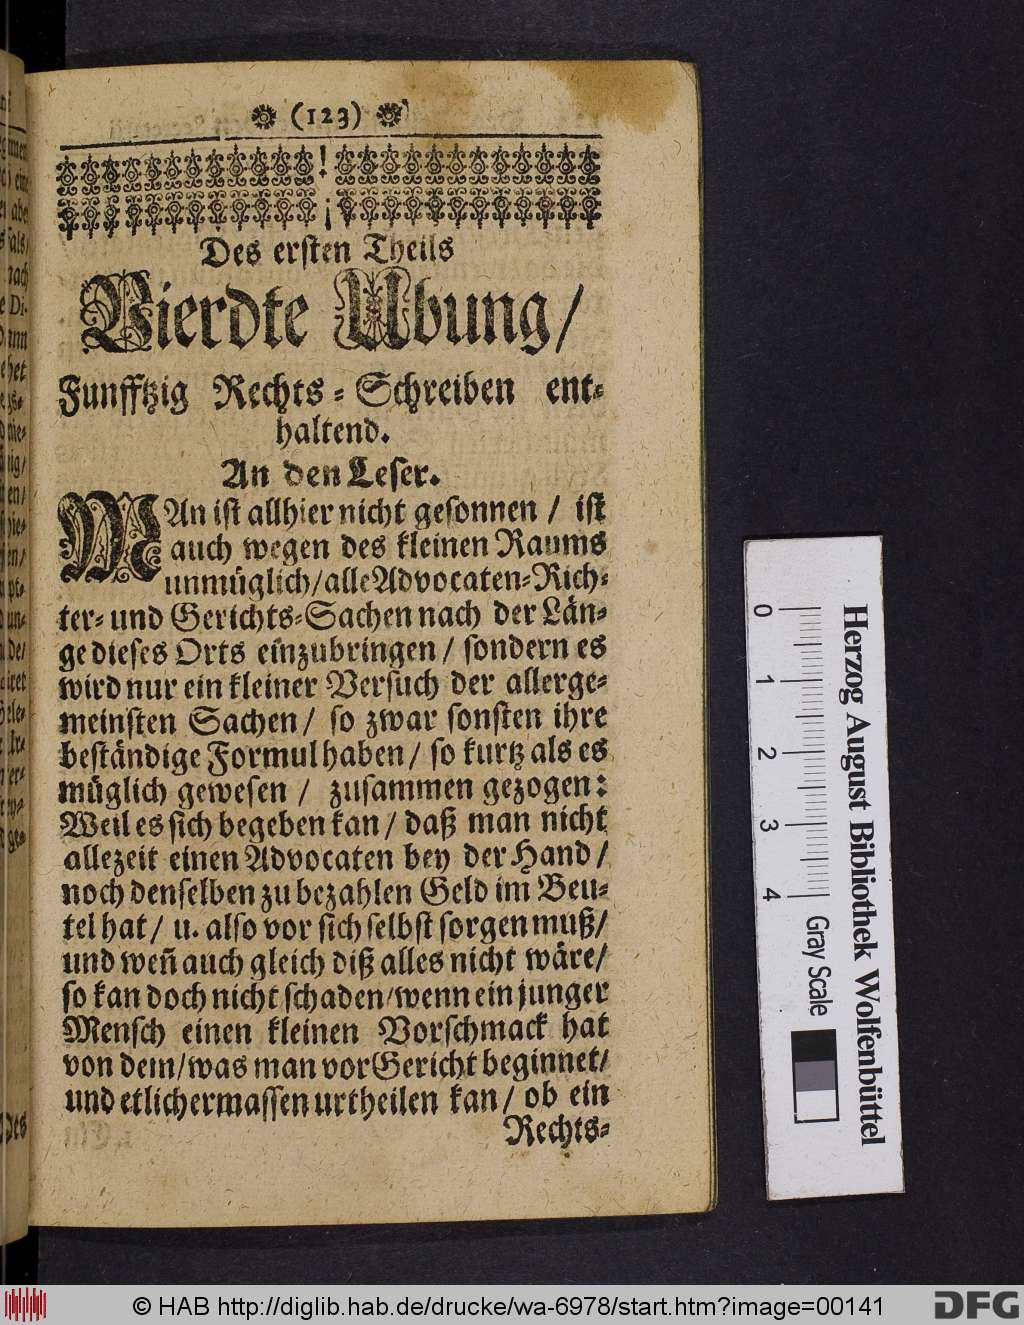 (123)
Des ersten Theils
Vierdte Ubung/
Funfftzig Rechts-Schreiben ent-
haltend.
An den Leser.
MAn ist allhier nicht gesonnen / ist
auch wegen des kleinen Raums
unmüglich/alle Advocaten-Rich-
ter- und Gerichts-Sachen nach der Län-
ge dieses Orts einzubringen / sondern es
wird nur ein kleiner Versuch der allerge-
meinsten Sachen / so zwar sonsten ihre
beständige Formul haben / so kurtz als es
müglich gewesen / zusammen gezogen:
Weil es sich begeben kan / daß man nicht
allezeit einen Advocaten bey der Hand /
noch denselben zu bezahlen Geld im Beu-
tel hat / u. also vor sich selbst sorgen muß/
und weñ auch gleich diß alles nicht wäre/
so kan doch nicht schaden/wenn ein junger
Mensch einen kleinen Vorschmack hat
von dem/was man vor Gericht beginnet/
und etlichermassen urtheilen kan / ob ein
Rechts-
0 1 2 3 4 Gray Scale
Herzog August Bibliothek Wolfenbüttel
© HAB http://diglib.hab.de/drucke/wa-6978/start.htm?image=00141
DFG